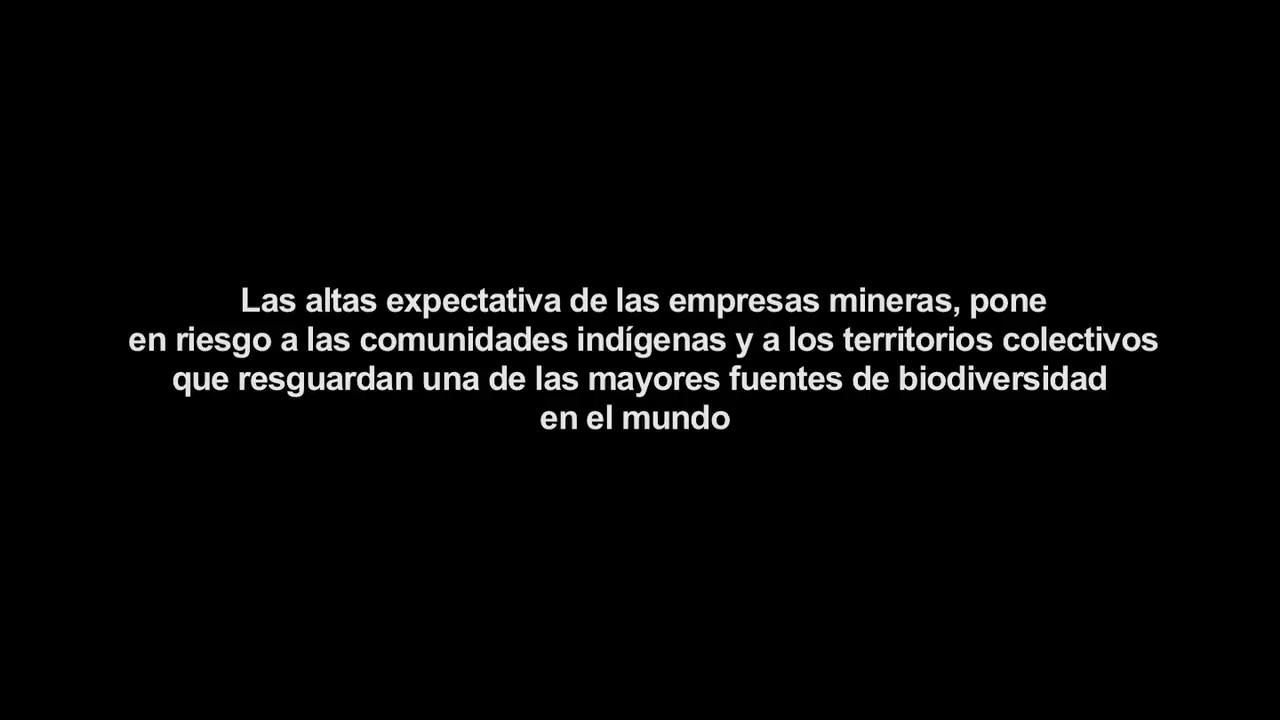 Las altas expectativa de las empresas mineras, pone
en riesgo a las comunidades indígenas y a los territorios colectivos
que resguardan una de las mayores fuentes de biodiversidad
en el mundo